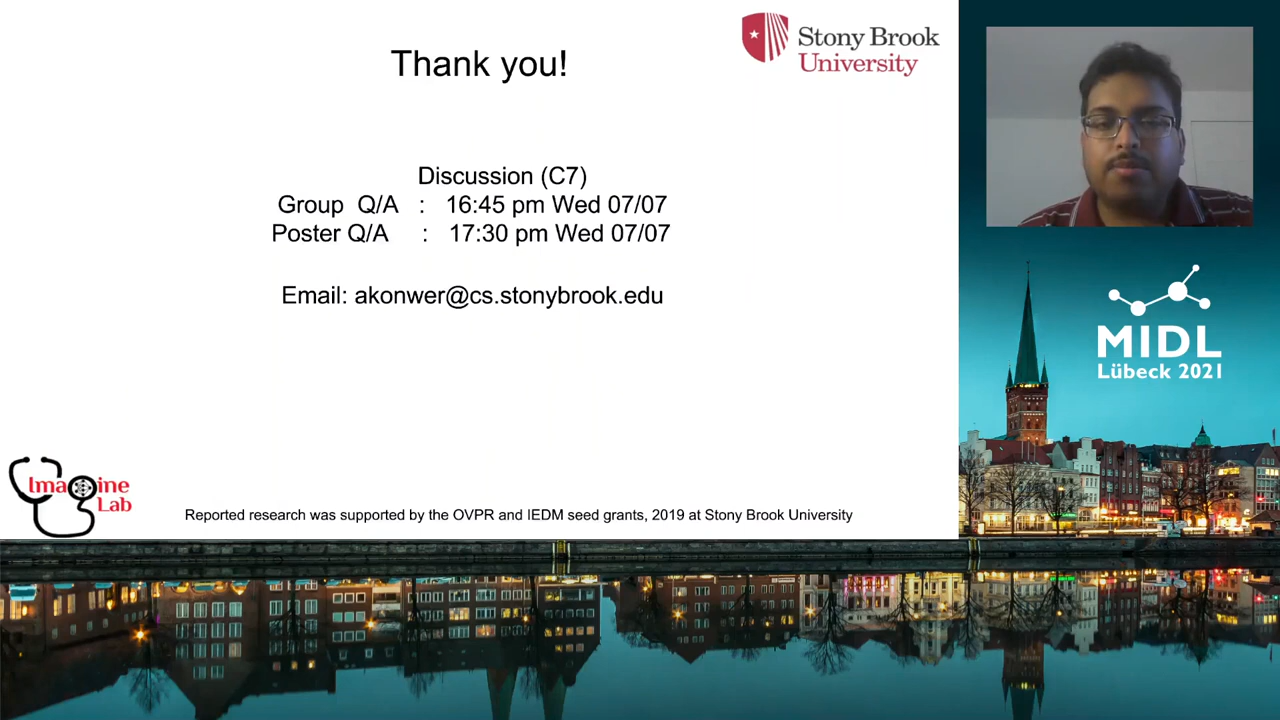 Thank you!
Stony Brook
University
Discussion (C7)
Group Q/A : 16:45 pm Wed 07/07
Poster Q/A : 17:30 pm Wed 07/07
Email: akonwer@cs.stonybrook.edu
MIDL
Lübeck 2021
Imagine
Lab
Reported research was supported by the OVPR and IEDM seed grants, 2019 at Stony Brook University